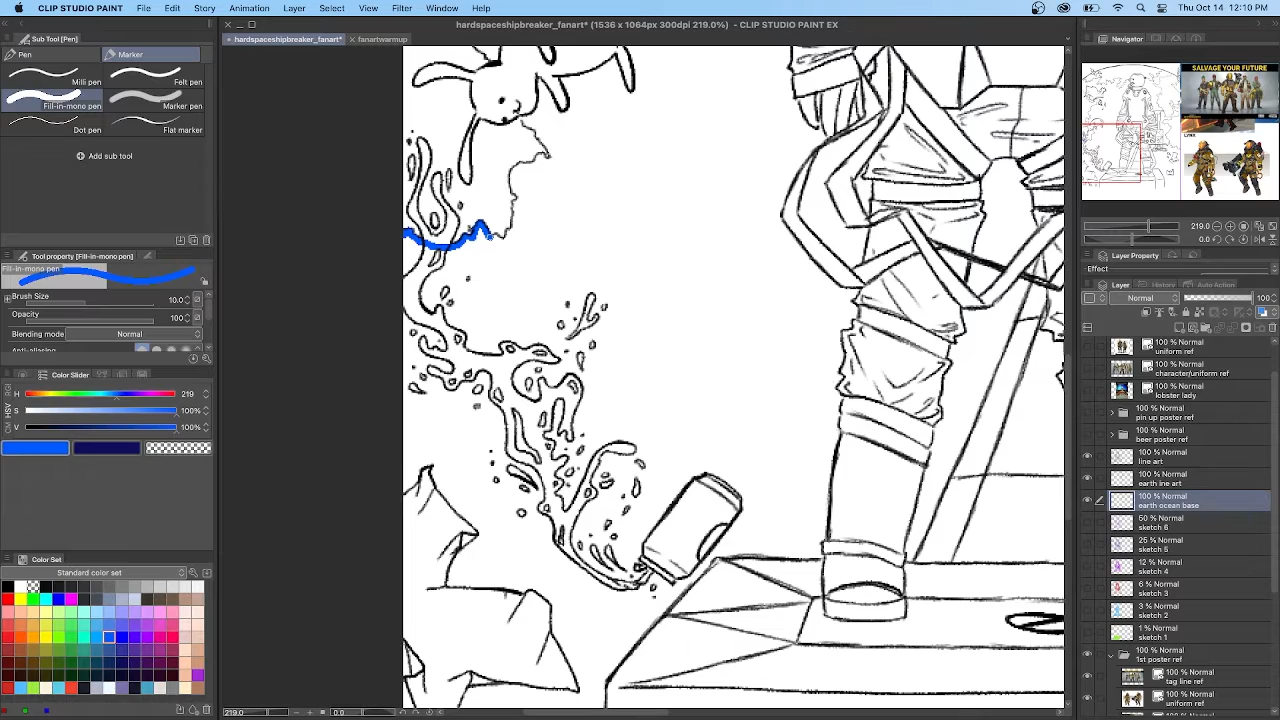 CLIP STUDIO PAINT File Edit Story Animation Layer Select View Filter Window Help Thu Oct 14 12:10 PM
hardspaceshipbreaker_fanart* (1536 x 1064px 300dpi 219.0%) - CLIP STUDIO PAINT EX
Sub Tool [Pen] hardspaceshipbreaker_fanart* fanartwarmup Navigator
Pen Marker
Milli pen Felt pen
Fill-in-mono pen Marker pen
Dot pen Flat marker
Add sub tool
SALVAGE YOUR FUTURE
LYNX
Tool property [Fill-in-mono pen]
Fill-in-mono pen
Brush Size 10.0
Opacity 100
Blending mode Normal
Anti-aliasing
Color Slider
H 219
S 100%
V 100%
Color Set
Standard color set
219.0 0.0
219.0
0.0
Layer Property
Effect
Layer History Auto Action
Normal 100
100 % Normal
uniform ref
100 % Normal
character/uniform ref
100 % Normal
lobster lady
100 % Normal
pin up poster ref
100 % Normal
beer poster ref
100 % Normal
line art
100 % Normal
earth line art
100 % Normal
earth ocean base
50 % Normal
sketch 6
25 % Normal
sketch 5
12 % Normal
sketch 4
6 % Normal
sketch 3
3 % Normal
sketch 2
1 % Normal
sketch 1
100 % Normal
1st poster ref
100 % Normal
tag line ref
100 % Normal
uniform ref
100 % Normal